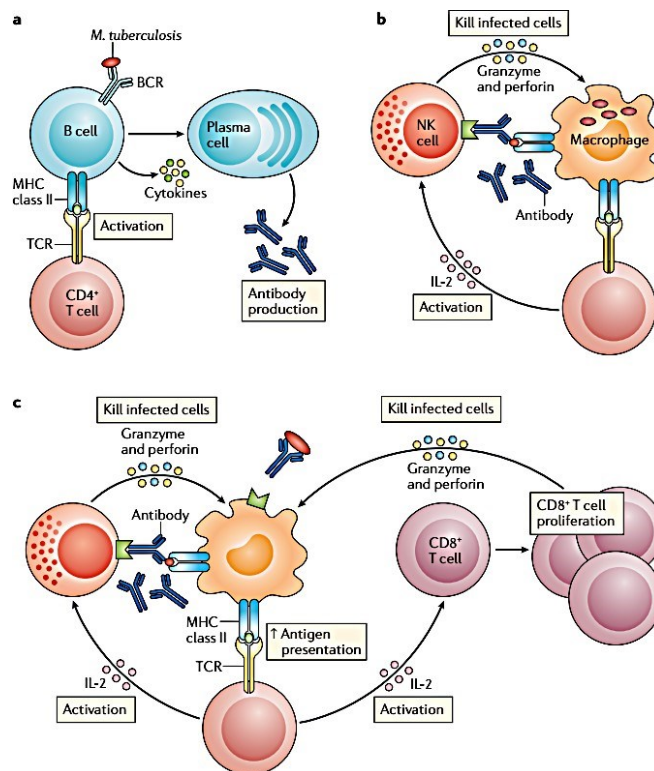 a
M. tuberculosis
BCR
B cell
Plasma
cell
MHC
class II
Cytokines
Activation
TCR
CD4+
T cell
Antibody
production
b
Kill infected cells
Granzyme
and perforin
NK
cell
Macrophage
Antibody
IL-2
Activation
c
Kill infected cells
Granzyme
and perforin
Antibody
MHC
class II
↑ Antigen
presentation
TCR
IL-2
Activation
Kill infected cells
Granzyme
and perforin
CD8+ T cell
proliferation
CD8+
T cell
IL-2
Activation